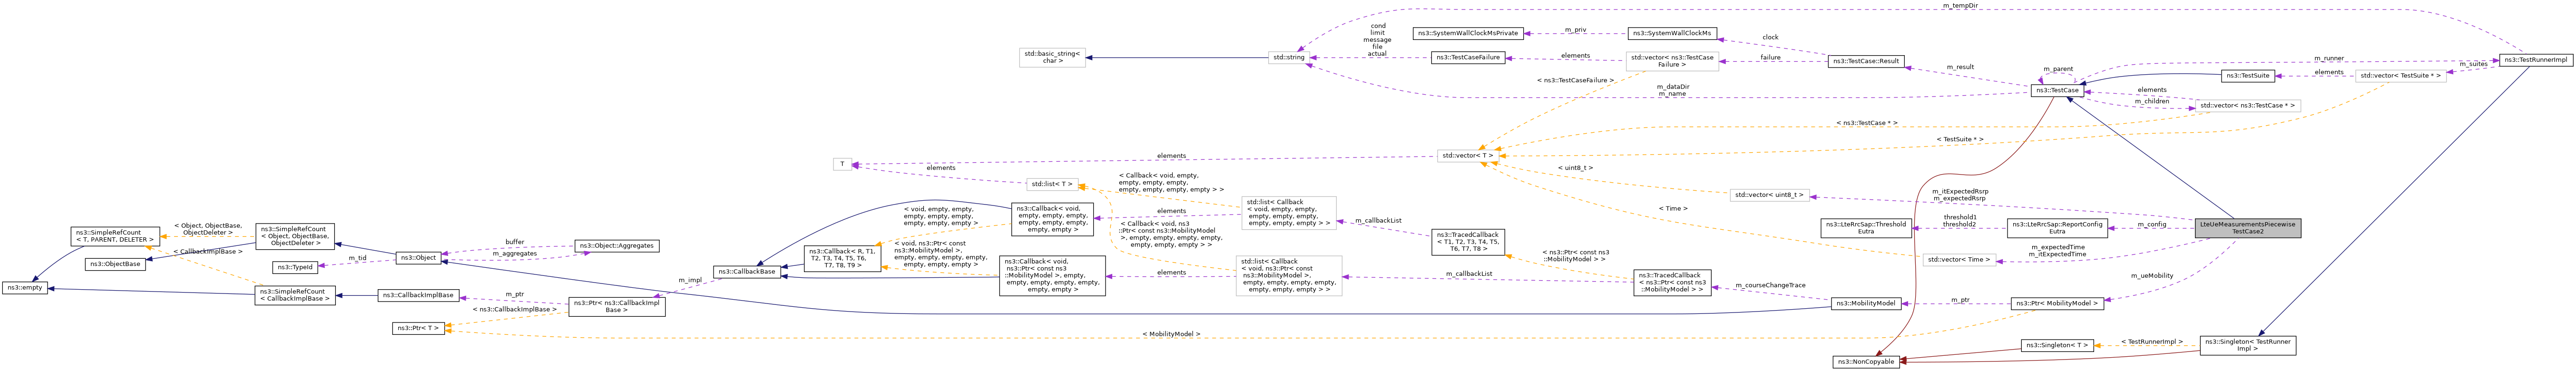 m_tempDir
cond
limit
message
file
actual
ns3::SystemWallClockMsPrivate
m_priv
ns3::SystemWallClockMs
clock
std::basic_string<
char >
std::string
ns3::TestCaseFailure
elements
std::vector< ns3::TestCase
Failure >
failure
ns3::TestCase::Result
m_result
m_parent
m_runner
m_suites
ns3::TestRunnerImpl
ns3::TestSuite
elements
std::vector< TestSuite * >
< ns3::TestCaseFailure >
m_dataDir
m_name
ns3::TestCase
elements
m_children
std::vector< ns3::TestCase * >
< ns3::TestCase * >
< TestSuite * >
T
elements
elements
std::vector< T >
std::list< T >
< Callback< void, empty,
empty, empty, empty,
empty, empty, empty, empty > >
< uint8_t >
std::vector< uint8_t >
m_itExpectedRsrp
m_expectedRsrp
< Time >
ns3::SimpleRefCount
< T, PARENT, DELETER >
< Object, ObjectBase,
ObjectDeleter >
ns3::SimpleRefCount
< Object, ObjectBase,
ObjectDeleter >
< CallbackImplBase >
ns3::ObjectBase
ns3::empty
ns3::TypeId
m_tid
ns3::Object
buffer
m_aggregates
ns3::Object::Aggregates
ns3::SimpleRefCount
< CallbackImplBase >
ns3::CallbackImplBase
m_ptr
< ns3::CallbackImplBase >
ns3::Ptr< ns3::CallbackImpl
Base >
m_impl
ns3::Ptr< T >
ns3::CallbackBase
ns3::Callback< R, T1,
T2, T3, T4, T5, T6,
T7, T8, T9 >
< void, empty, empty,
empty, empty, empty,
empty, empty, empty >
< void, ns3::Ptr< const
ns3::MobilityModel >,
empty, empty, empty, empty,
empty, empty, empty >
ns3::Callback< void,
empty, empty, empty,
empty, empty, empty,
empty, empty >
ns3::Callback< void,
ns3::Ptr< const ns3
::MobilityModel >, empty,
empty, empty, empty, empty,
empty, empty >
elements
elements
< Callback< void, ns3
::Ptr< const ns3::MobilityModel
>, empty, empty, empty, empty,
empty, empty, empty > >
std::list< Callback
< void, empty, empty,
empty, empty, empty,
empty, empty, empty > >
std::list< Callback
< void, ns3::Ptr< const
ns3::MobilityModel >,
empty, empty, empty, empty,
empty, empty, empty > >
m_callbackList
m_callbackList
ns3::TracedCallback
< T1, T2, T3, T4, T5,
T6, T7, T8 >
< ns3::Ptr< const ns3
::MobilityModel > >
ns3::TracedCallback
< ns3::Ptr< const ns3
::MobilityModel > >
m_courseChangeTrace
ns3::MobilityModel
m_ptr
ns3::Ptr< MobilityModel >
m_ueMobility
ns3::LteRrcSap::Threshold
Eutra
threshold1
threshold2
ns3::LteRrcSap::ReportConfig
Eutra
m_config
LteUeMeasurementsPiecewise
TestCase2
std::vector< Time >
m_expectedTime
m_itExpectedTime
< MobilityModel >
ns3::Singleton< T >
< TestRunnerImpl >
ns3::Singleton< TestRunner
Impl >
ns3::NonCopyable